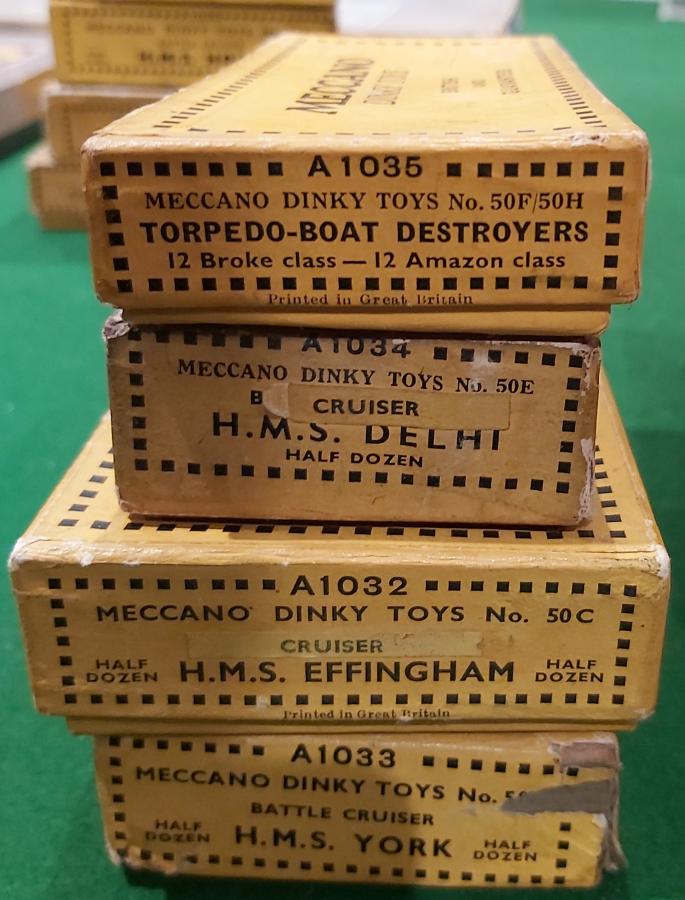 H.M.S.
MECCANO
DINKY TOYS
A1035
MECCANO DINKY TOYS No. 50F/50H
TORPEDO-BOAT DESTROYERS
12 Broke class — 12 Amazon class
Printed in Great Britain
A1034
MECCANO DINKY TOYS No. 50E
B
CRUISER
H.M.S. DELHI
HALF DOZEN
A1032
MECCANO DINKY TOYS No. 50C
CRUISER
HALF DOZEN H.M.S. EFFINGHAM HALF DOZEN
Printed in Great Britain
A1033
MECCANO DINKY TOYS No.
BATTLE CRUISER
HALF DOZEN H.M.S. YORK HALF DOZEN